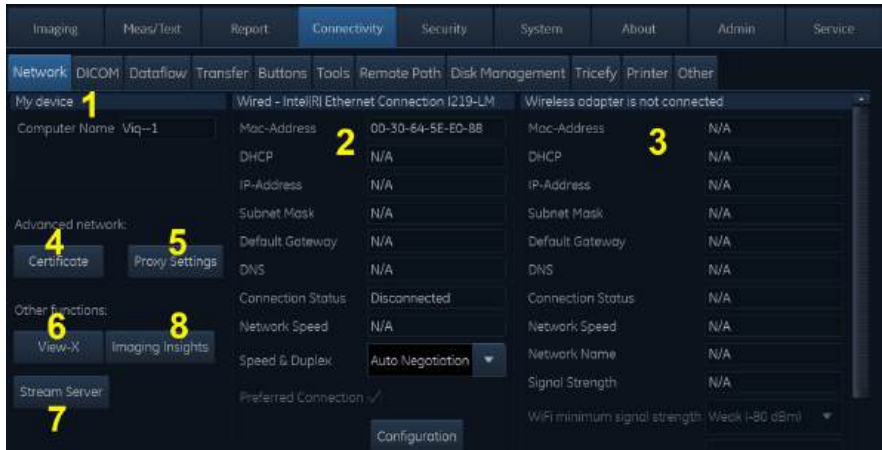 Imaging Meas/Text Report Connectivity Security System About Admin Service
Network DICOM Dataflow Transfer Buttons Tools Remote Path Disk Management Tricefy Printer Other
My device 1
Computer Name Viq--1
Advanced network:
4 5
Certificate Proxy Settings
Other functions:
6 8
View-X Imaging Insights
Stream Server
7
Wired - Intel(R) Ethernet Connection I219-LM
2
Mac-Address 00-30-64-5E-E0-88
DHCP N/A
IP-Address N/A
Subnet Mask N/A
Default Gateway N/A
DNS N/A
Connection Status Disconnected
Network Speed N/A
Speed & Duplex Auto Negotiation
Preferred Connection ✓
Configuration
Wireless adapter is not connected
3
Mac-Address N/A
DHCP N/A
IP-Address N/A
Subnet Mask N/A
Default Gateway N/A
DNS N/A
Connection Status N/A
Network Speed N/A
Network Name N/A
Signal Strength N/A
WiFi minimum signal strength Weak (-80 dBm)